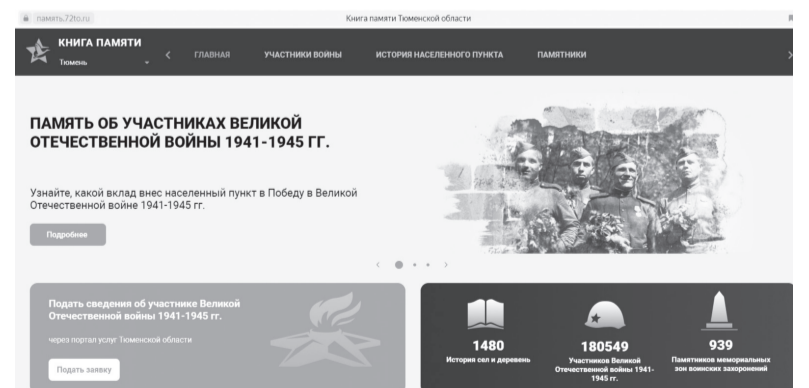 память.72to.ru
Книга памяти Тюменской области
КНИГА ПАМЯТИ
Тюмень
ГЛАВНАЯ
УЧАСТНИКИ ВОЙНЫ
ИСТОРИЯ НАСЕЛЕННОГО ПУНКТА
ПАМЯТНИКИ
ПАМЯТЬ ОБ УЧАСТНИКАХ ВЕЛИКОЙ
ОТЕЧЕСТВЕННОЙ ВОЙНЫ 1941-1945 ГГ.
Узнайте, какой вклад внес населенный пункт в Победу в Великой
Отечественной войне 1941-1945 гг.
Подробнее
Подать сведения об участнике Великой
Отечественной войны 1941-1945 гг.
через портал услуг Тюменской области
Подать заявку
1480
История сел и деревень
180549
Участников Великой
Отечественной войны 1941-
1945 гг.
939
Памятников мемориальных
зон воинских захоронений